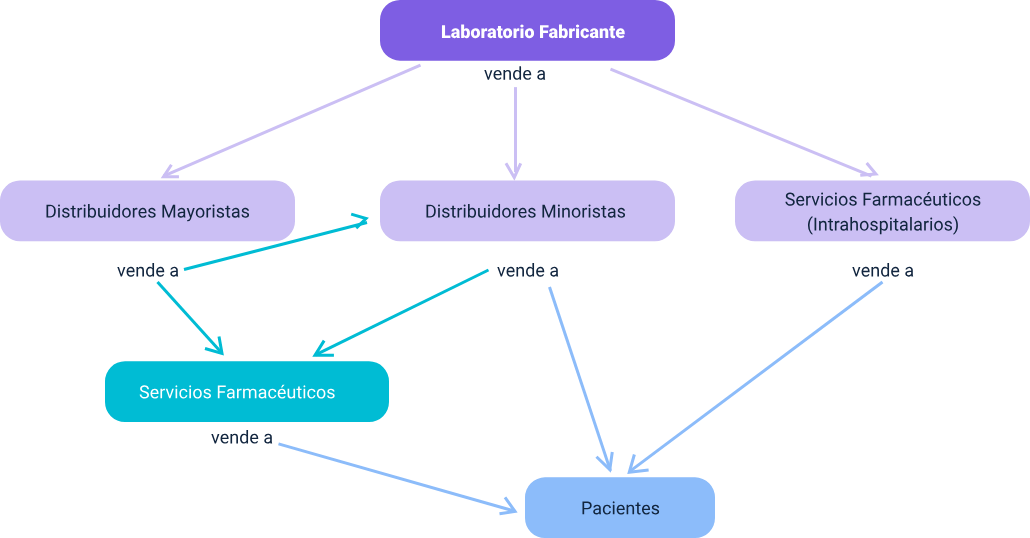 Laboratorio Fabricante
vende a
Distribuidores Mayoristas
Distribuidores Minoristas
Servicios Farmacéuticos
(Intrahospitalarios)
vende a
vende a
vende a
Servicios Farmacéuticos
vende a
Pacientes